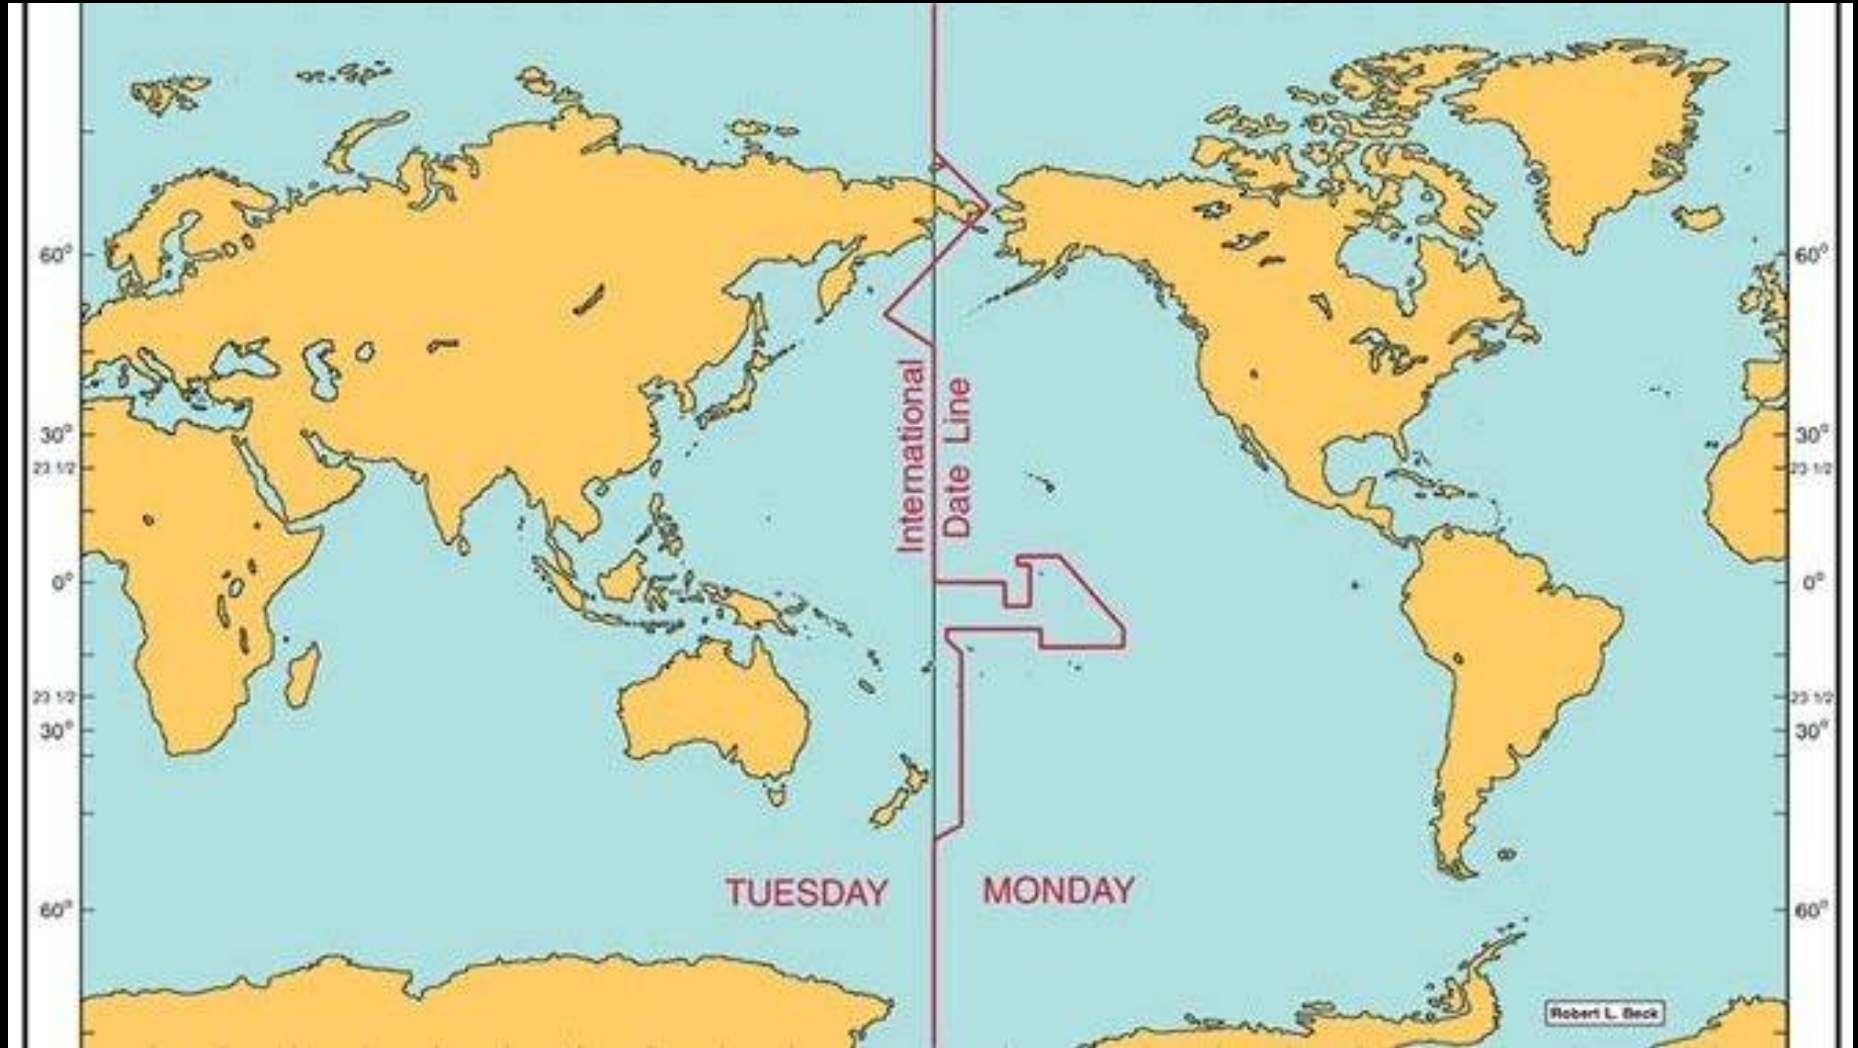 60° 60°
International
Date Line
30° 30°
23 1/2 23 1/2
0° 0°
23 1/2 23 1/2
30° 30°
TUESDAY MONDAY
60° 60°
Robert L. Beck